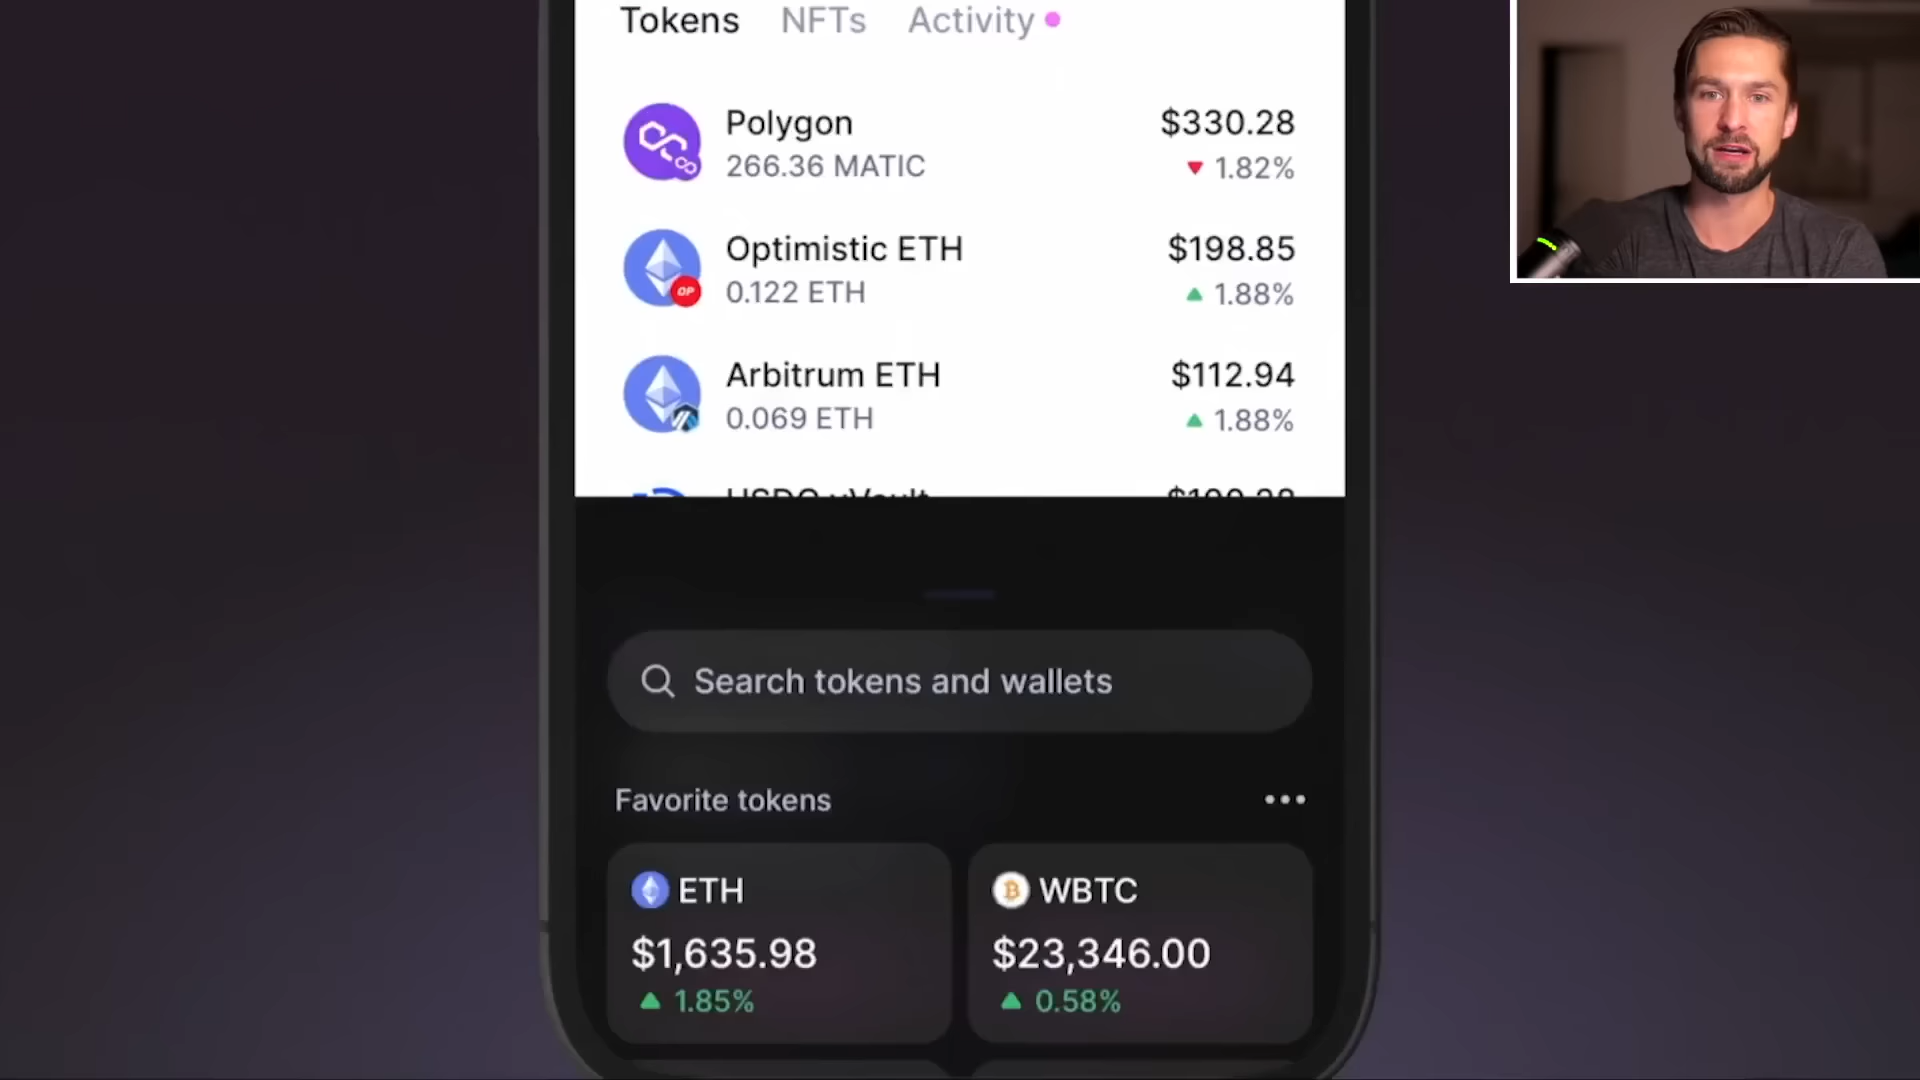 Tokens NFTs Activity
Polygon $330.28
266.36 MATIC 1.82%
Optimistic ETH $198.85
OP
0.122 ETH 1.88%
Arbitrum ETH $112.94
0.069 ETH 1.88%
Search tokens and wallets
Favorite tokens
ETH WBTC
$1,635.98 $23,346.00
1.85% 0.58%